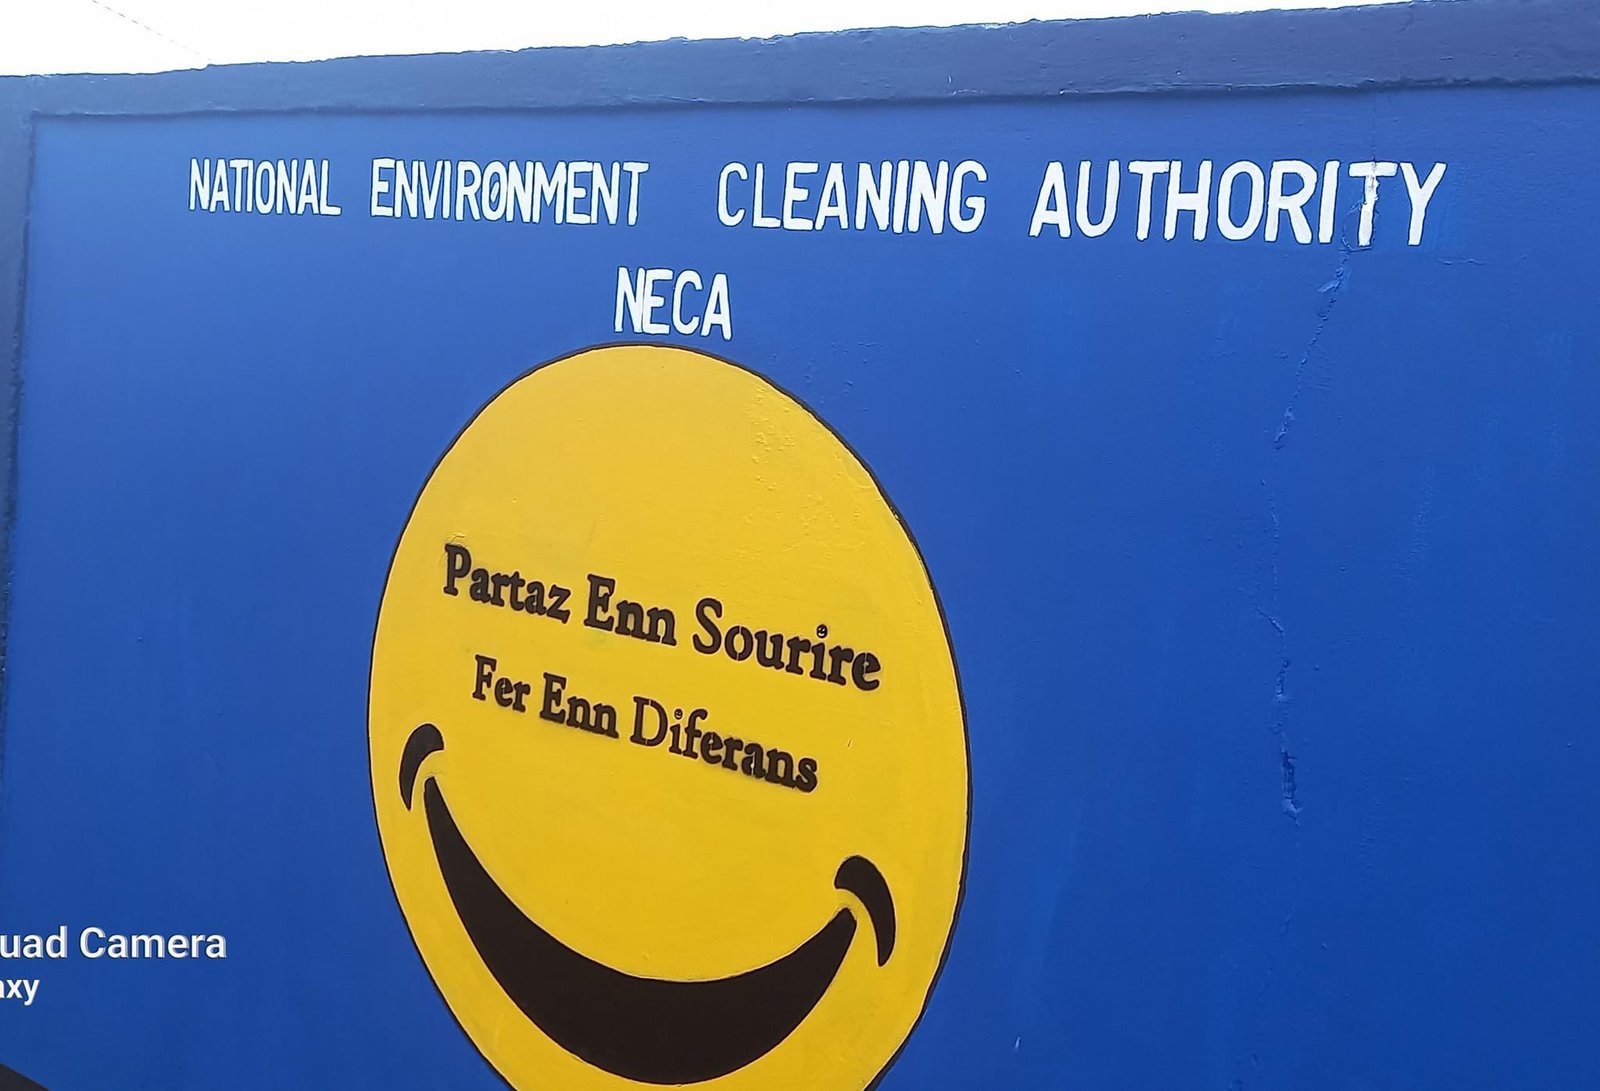 NATIONAL ENVIRONMENT CLEANING AUTHORITY
NECA
Partaz Enn Sourire
Fer Enn Diferans
uad Camera
axy